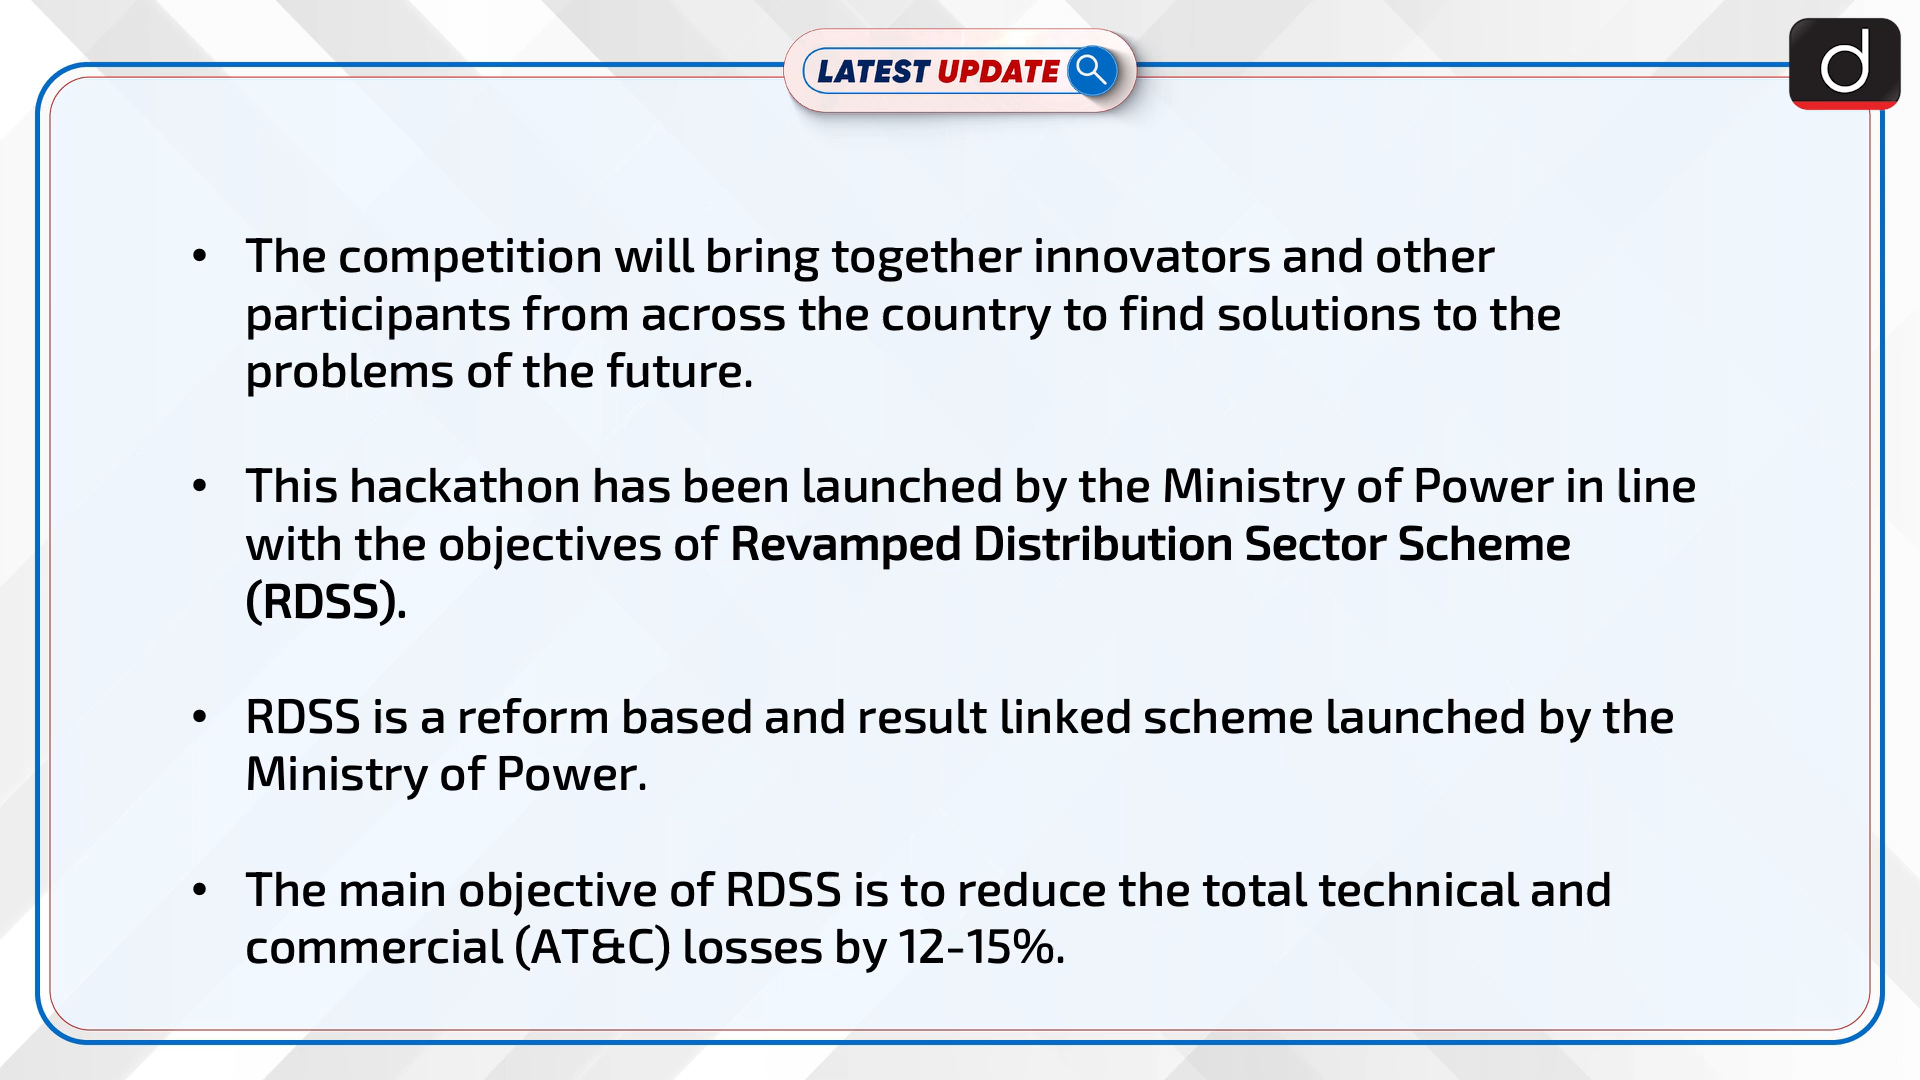 LATEST UPDATE
d
• The competition will bring together innovators and other
participants from across the country to find solutions to the
problems of the future.
• This hackathon has been launched by the Ministry of Power in line
with the objectives of Revamped Distribution Sector Scheme
(RDSS).
• RDSS is a reform based and result linked scheme launched by the
Ministry of Power.
• The main objective of RDSS is to reduce the total technical and
commercial (AT&C) losses by 12-15%.